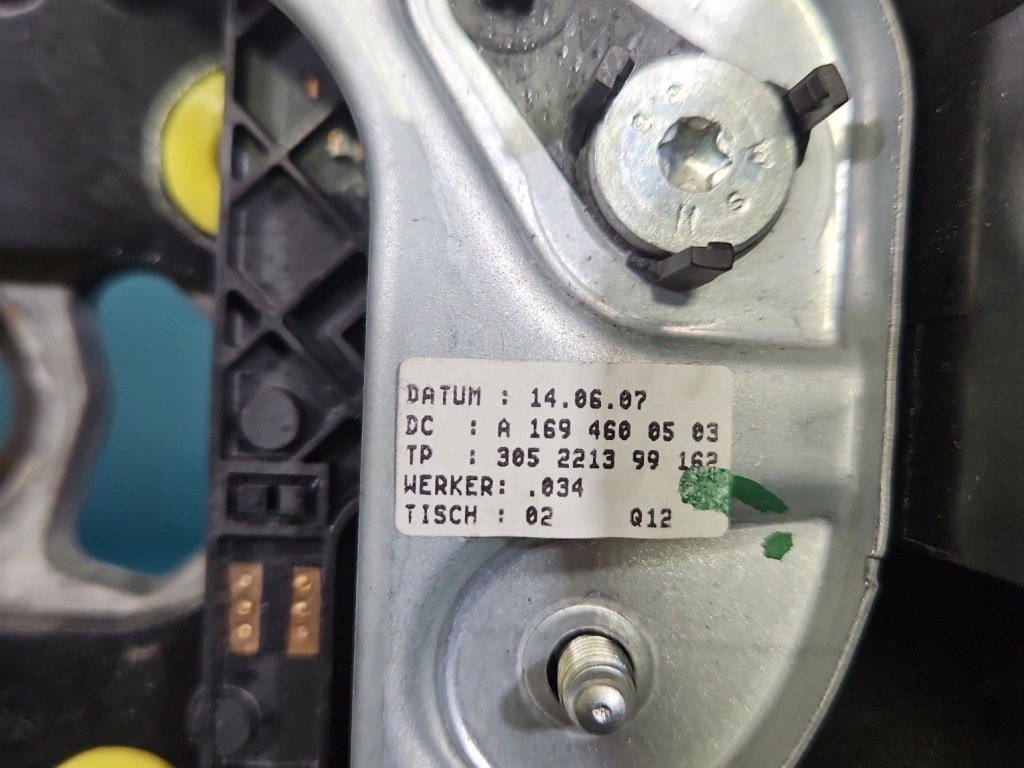 DATUM : 14.06.07
DC : A 169 460 05 03
TP : 305 2213 99 162
WERKER: .034
TISCH : 02 Q12